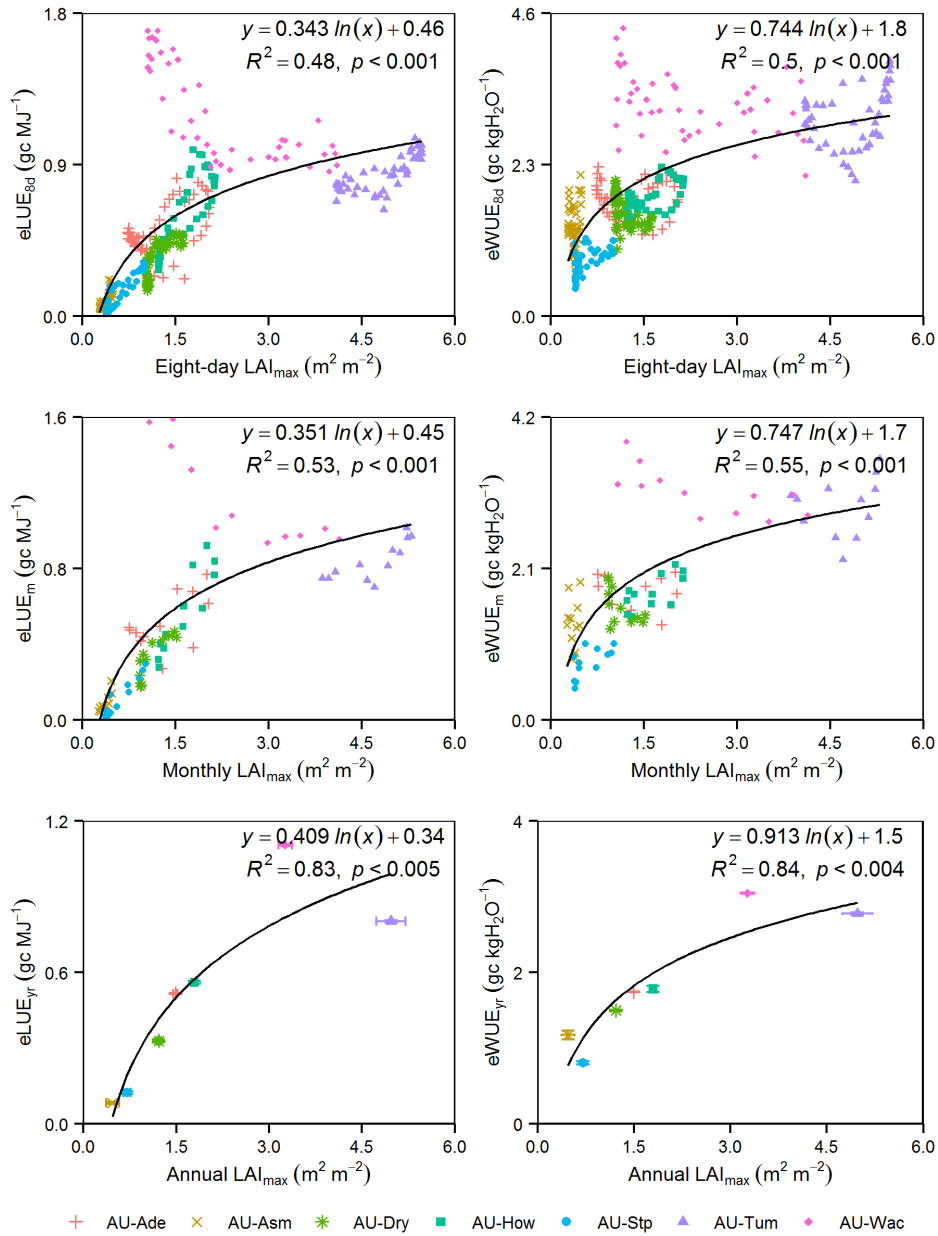 1.8
y = 0.343 ln(x) + 0.46
R² = 0.48, p < 0.001
0.9
0.0
eLUE8d (gc MJ⁻¹)
0.0 1.5 3.0 4.5 6.0
Eight-day LAImax (m² m⁻²)
4.6
y = 0.744 ln(x) + 1.8
R² = 0.5, p < 0.001
2.3
0.0
eWUE8d (gc kgH₂O⁻¹)
0.0 1.5 3.0 4.5 6.0
Eight-day LAImax (m² m⁻²)
1.6
y = 0.351 ln(x) + 0.45
R² = 0.53, p < 0.001
0.8
0.0
eLUEm (gc MJ⁻¹)
0.0 1.5 3.0 4.5 6.0
Monthly LAImax (m² m⁻²)
4.2
y = 0.747 ln(x) + 1.7
R² = 0.55, p < 0.001
2.1
0.0
eWUEm (gc kgH₂O⁻¹)
0.0 1.5 3.0 4.5 6.0
Monthly LAImax (m² m⁻²)
1.2
y = 0.409 ln(x) + 0.34
R² = 0.83, p < 0.005
0.6
0.0
eLUEyr (gc MJ⁻¹)
0.0 1.5 3.0 4.5 6.0
Annual LAImax (m² m⁻²)
4
y = 0.913 ln(x) + 1.5
R² = 0.84, p < 0.004
2
0
eWUEyr (gc kgH₂O⁻¹)
0.0 1.5 3.0 4.5 6.0
Annual LAImax (m² m⁻²)
AU-Ade AU-Asm AU-Dry AU-How AU-Stp AU-Tum AU-Wac